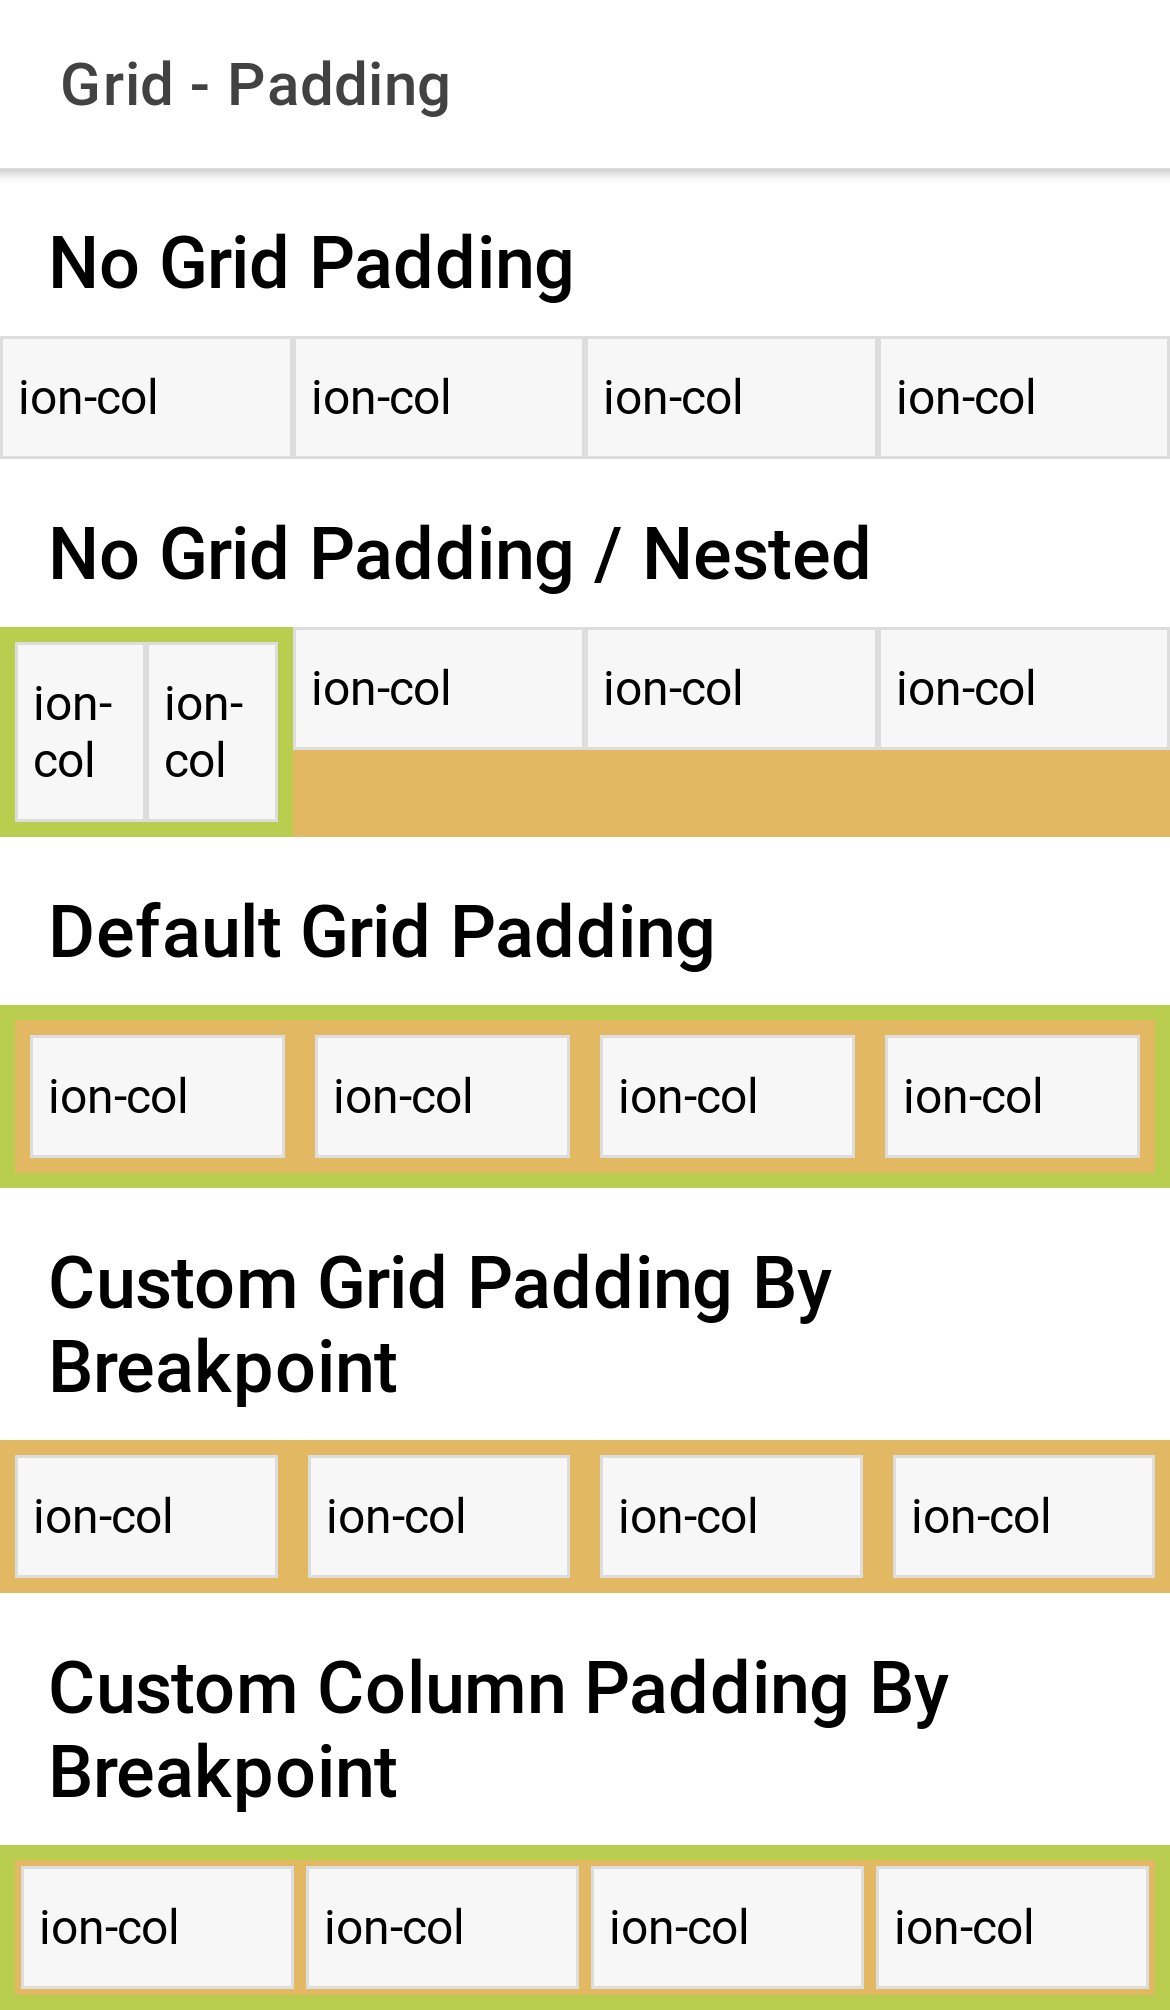 Grid - Padding
No Grid Padding
ion-col ion-col ion-col ion-col
No Grid Padding / Nested
ion-col ion-col ion-col
ion- ion-
col col
Default Grid Padding
ion-col ion-col ion-col ion-col
Custom Grid Padding By
Breakpoint
ion-col ion-col ion-col ion-col
Custom Column Padding By
Breakpoint
ion-col ion-col ion-col ion-col